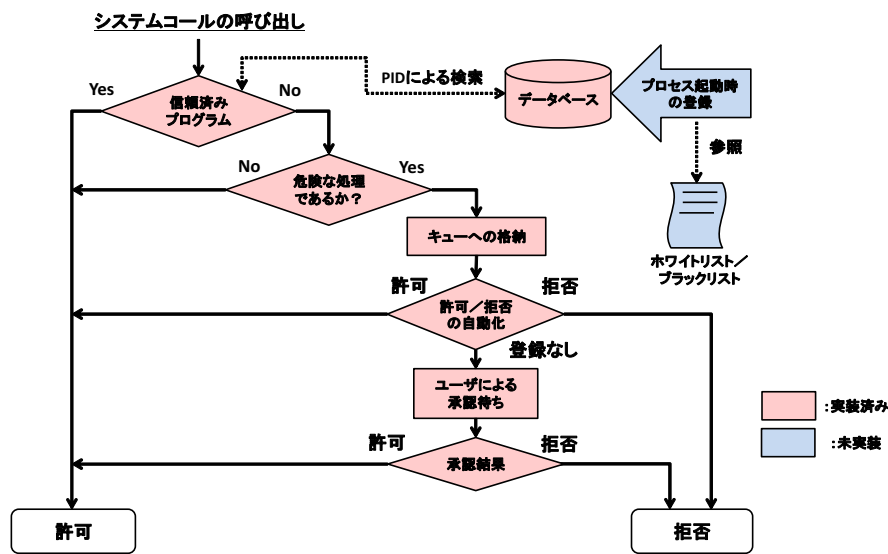 システムコールの呼び出し
Yes
信頼済み
プログラム
No
PIDによる検索
データベース
プロセス起動時
の登録
参照
ホワイトリスト／
ブラックリスト
No
危険な処理
であるか？
Yes
キューへの格納
許可
許可／拒否
の自動化
拒否
登録なし
ユーザによる
承認待ち
許可
承認結果
拒否
:実装済み
:未実装
許可
拒否